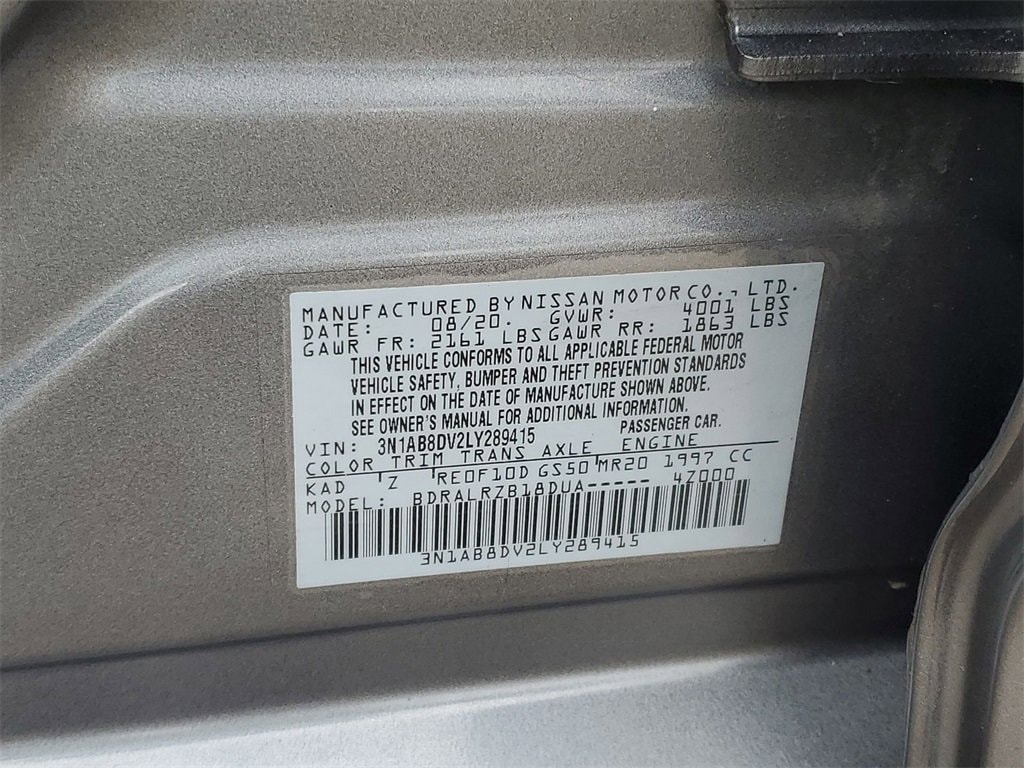 MANUFACTURED BY NISSAN MOTOR CO., LTD.
DATE: 08/20. GVWR: 4001 LBS
GAWR FR: 2161 LBS GAWR RR: 1863 LBS
THIS VEHICLE CONFORMS TO ALL APPLICABLE FEDERAL MOTOR
VEHICLE SAFETY, BUMPER AND THEFT PREVENTION STANDARDS
IN EFFECT ON THE DATE OF MANUFACTURE SHOWN ABOVE.
SEE OWNER'S MANUAL FOR ADDITIONAL INFORMATION.
VIN: 3N1AB8DV2LY289415 PASSENGER CAR.
COLOR TRIM TRANS AXLE ENGINE
KAD Z RE0F10D GS50 MR20 1997 CC
MODEL: BDRALRZB18DUA----- 4Z000
3N1AB8DV2LY289415